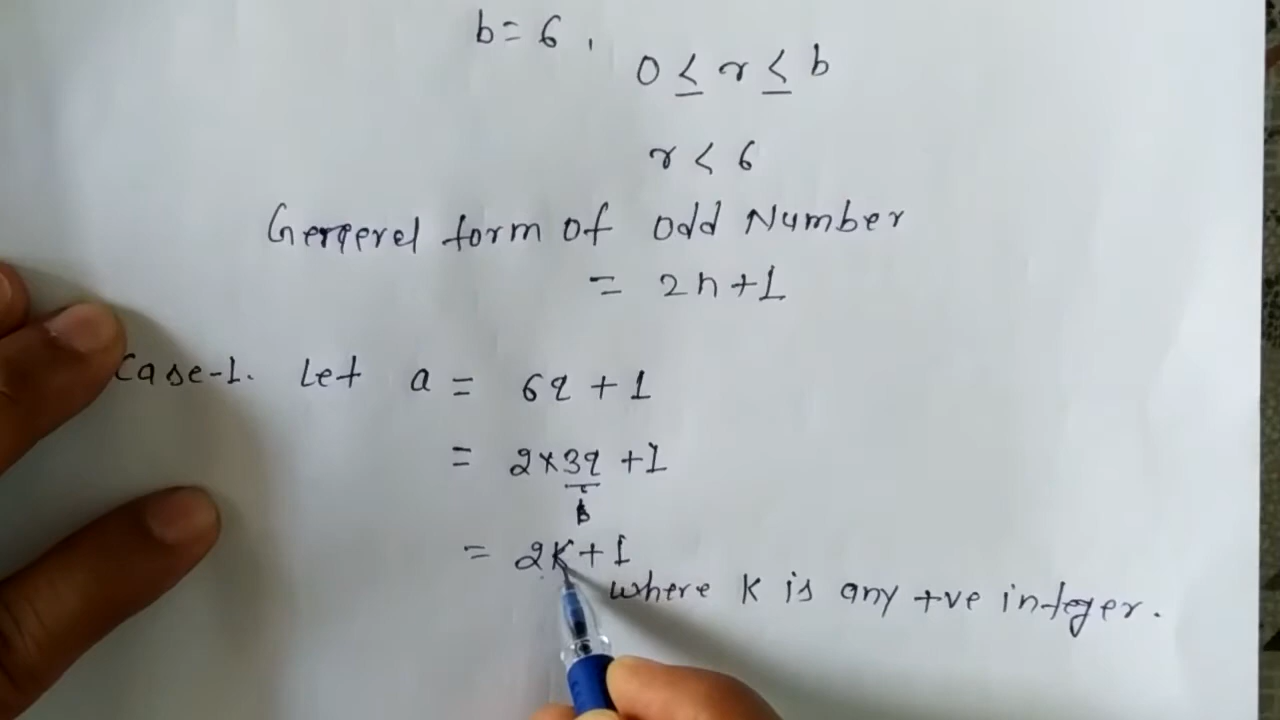 b = 6 ,
0 ≤ r ≤ b
r < 6
Generel form of odd Number
= 2n+1
Case-1. Let a = 6q + 1
= 2×3q +1
k
= 2K+1
where K is any +ve integer.